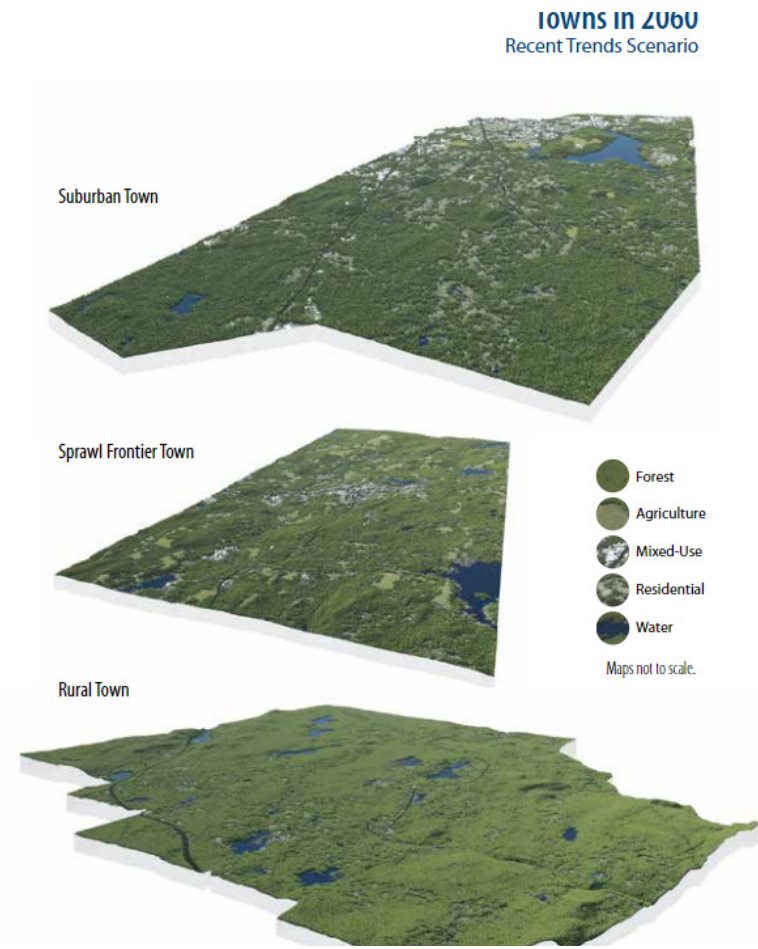 Towns in 2060
Recent Trends Scenario
Suburban Town
Sprawl Frontier Town
Forest
Agriculture
Mixed-Use
Residential
Water
Maps not to scale.
Rural Town